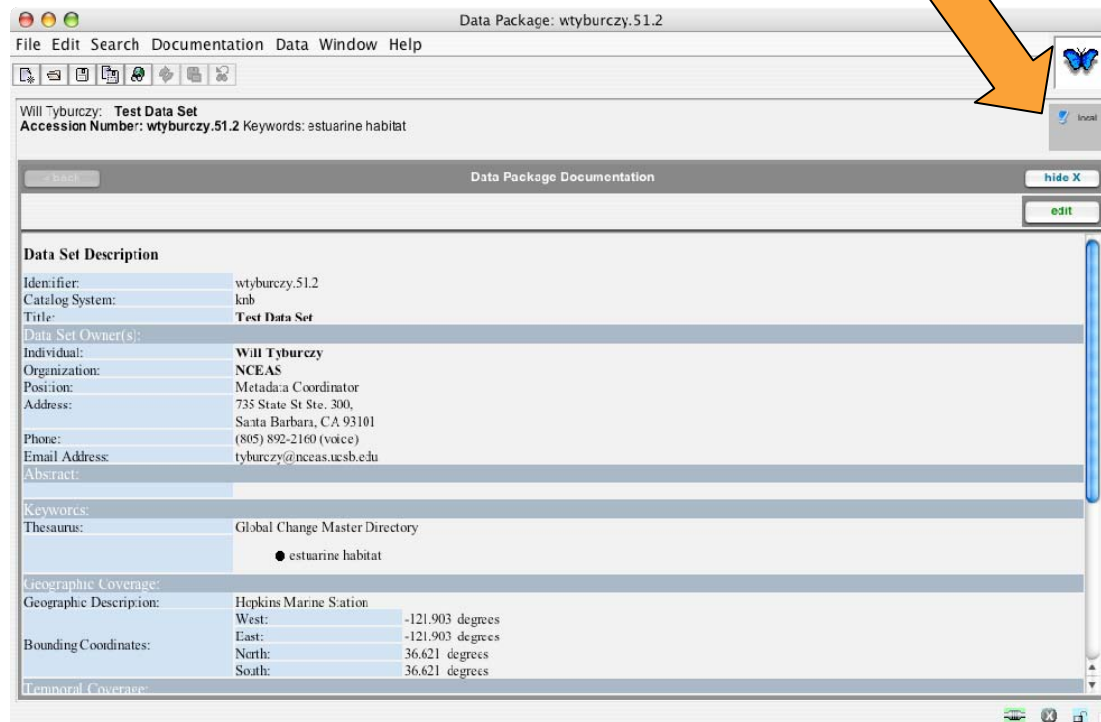 Data Package: wtyburczy.51.2
File Edit Search Documentation Data Window Help
Will Tyburczy: Test Data Set
Accession Number: wtyburczy.51.2 Keywords: estuarine habitat
local
< back
Data Package Documentation
hide X
edit
Data Set Description
Identifier: wtyburczy.51.2
Catalog System: knb
Title: Test Data Set
Data Set Owner(s):
Individual: Will Tyburczy
Organization: NCEAS
Position: Metadata Coordinator
Address: 735 State St Ste. 300,
Santa Barbara, CA 93101
Phone: (805) 892-2160 (voice)
Email Address: tyburczy@nceas.ucsb.edu
Abstract:
Keywords:
Thesaurus: Global Change Master Directory
● estuarine habitat
Geographic Coverage:
Geographic Description: Hopkins Marine Station
Bounding Coordinates:
West: -121.903 degrees
East: -121.903 degrees
North: 36.621 degrees
South: 36.621 degrees
Temporal Coverage: